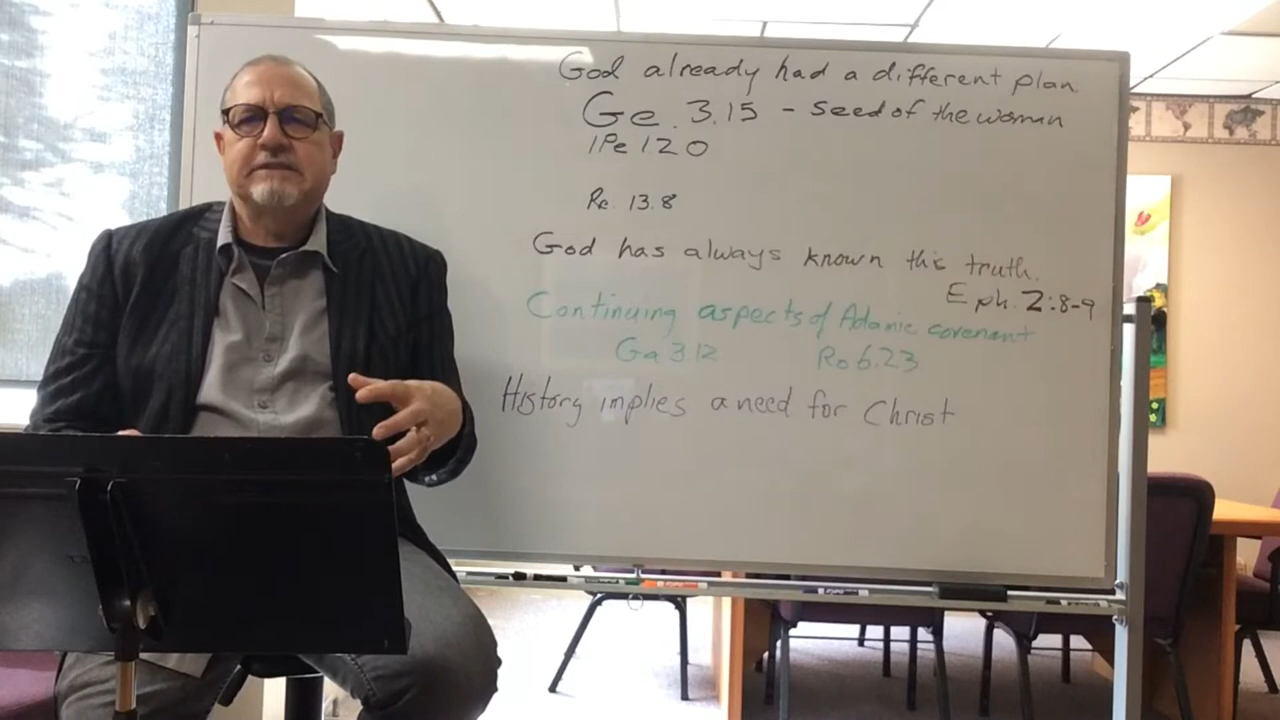 God already had a different plan.
Ge. 3.15 - seed of the woman
1Pe 1 20
Re. 13.8
God has always known this truth.
Eph. 2:8-9
Continuing aspects of Adamic covenant
Ga 3.12 Ro 6.23
History implies a need for Christ